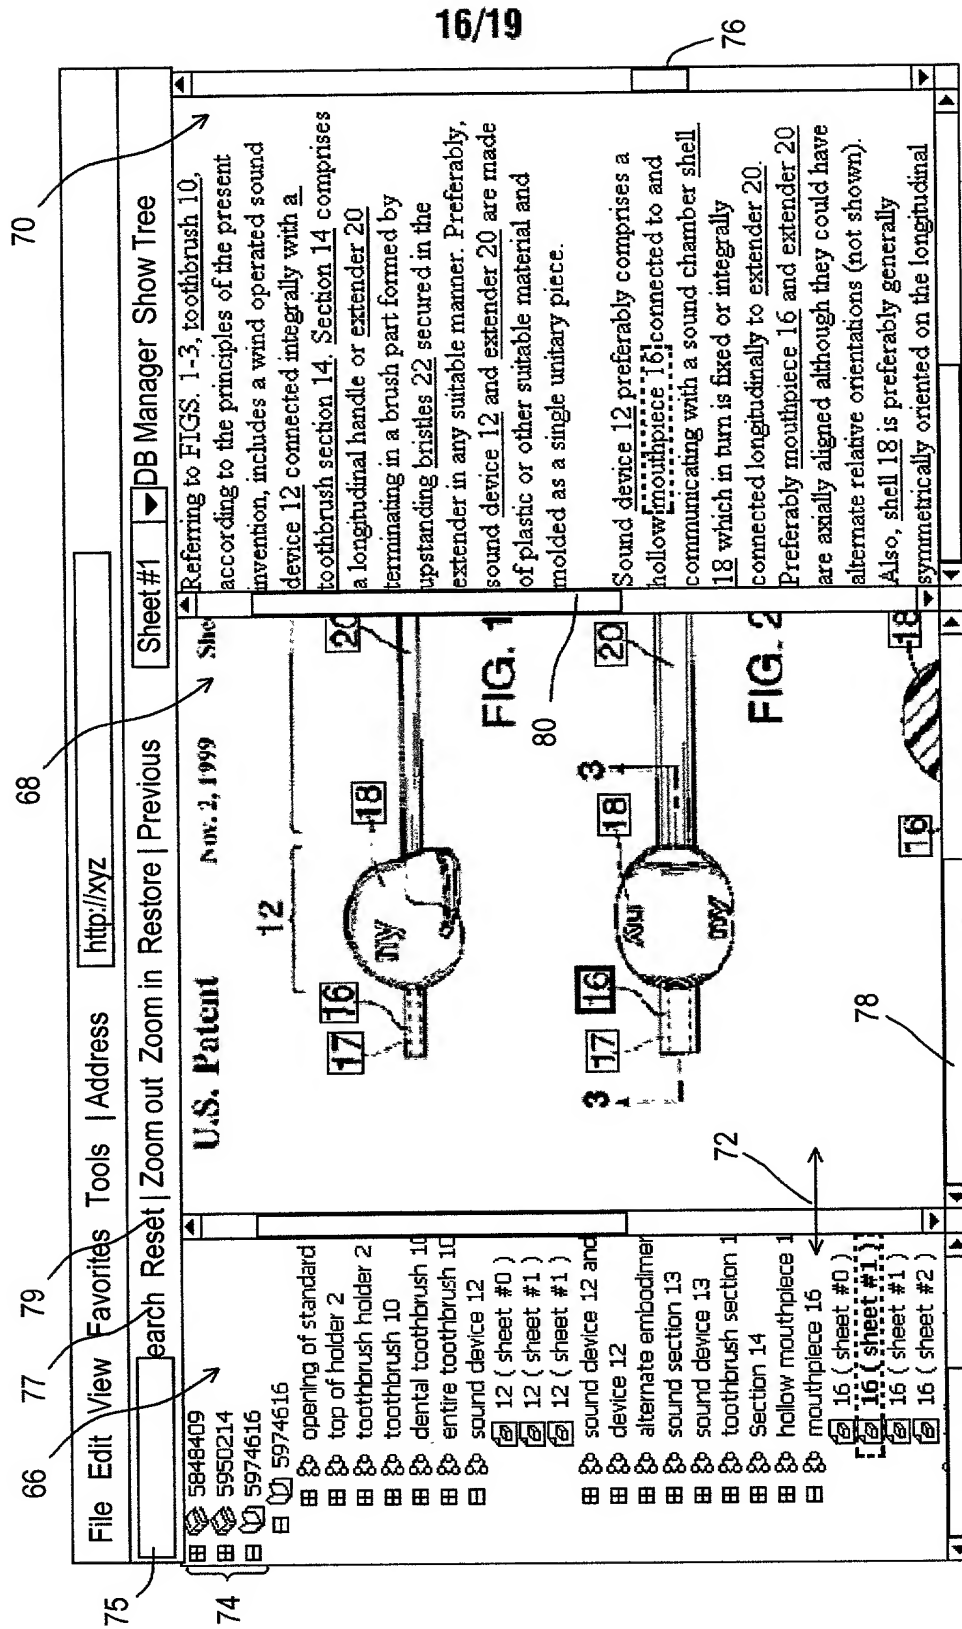 16/19
66
77
79
68
70
File Edit View Favorites Tools | Address http://xyz
75
earch Reset | Zoom out Zoom in Restore | Previous Sheet #1 DB Manager Show Tree
74
5848409
5950214
5974616
5974616
opening of standard
top of holder 2
toothbrush holder 2
toothbrush 10
dental toothbrush 10
entire toothbrush 10
sound device 12
12 ( sheet #0 )
12 ( sheet #1 )
12 ( sheet #1 )
sound device 12 and
device 12
alternate embodimen
sound section 13
sound device 13
toothbrush section 1
Section 14
hollow mouthpiece 1
mouthpiece 16
16 ( sheet #0 )
16 ( sheet #1 )
16 ( sheet #1 )
16 ( sheet #2 )
72
U.S. Patent Nov. 2, 1999 She
12
17
16
18
20
my
FIG. 1
3
17
16
18
3
20
my
my
FIG. 2
16
18
78
80
Referring to FIGS. 1-3, toothbrush 10,
according to the principles of the present
invention, includes a wind operated sound
device 12 connected integrally with a
toothbrush section 14. Section 14 comprises
a longitudinal handle or extender 20
terminating in a brush part formed by
upstanding bristles 22 secured in the
extender in any suitable manner. Preferably,
sound device 12 and extender 20 are made
of plastic or other suitable material and
molded as a single unitary piece.
Sound device 12 preferably comprises a
hollow mouthpiece 16 connected to and
communicating with a sound chamber shell
18 which in turn is fixed or integrally
connected longitudinally to extender 20.
Preferably mouthpiece 16 and extender 20
are axially aligned although they could have
alternate relative orientations (not shown).
Also, shell 18 is preferably generally
symmetrically oriented on the longitudinal
76